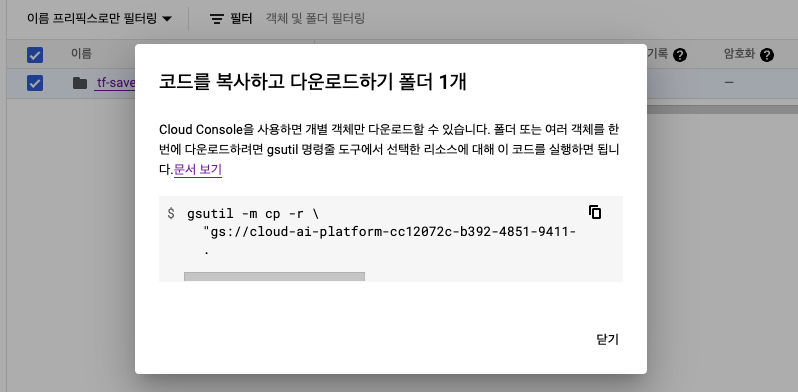 이름 프리픽스로만 필터링 필터 객체 및 폴더 필터링
이름
기록
암호화
tf-save
—
코드를 복사하고 다운로드하기 폴더 1개
Cloud Console을 사용하면 개별 객체만 다운로드할 수 있습니다. 폴더 또는 여러 객체를 한
번에 다운로드하려면 gsutil 명령줄 도구에서 선택한 리소스에 대해 이 코드를 실행하면 됩니
다.문서 보기
$ gsutil -m cp -r \
"gs://cloud-ai-platform-cc12072c-b392-4851-9411-
.
닫기